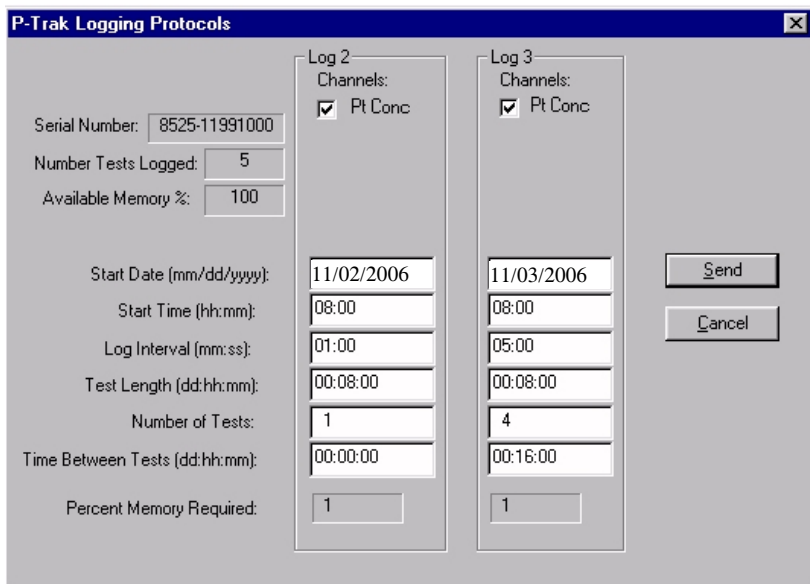 P-Trak Logging Protocols
Log 2 Log 3
Channels: Channels:
Pt Conc Pt Conc
Serial Number: 8525-11991000
Number Tests Logged: 5
Available Memory %: 100
Start Date (mm/dd/yyyy): 11/02/2006 11/03/2006 Send
Start Time (hh:mm): 08:00 08:00
Cancel
Log Interval (mm:ss): 01:00 05:00
Test Length (dd:hh:mm): 00:08:00 00:08:00
Number of Tests: 1 4
Time Between Tests (dd:hh:mm): 00:00:00 00:16:00
Percent Memory Required: 1 1